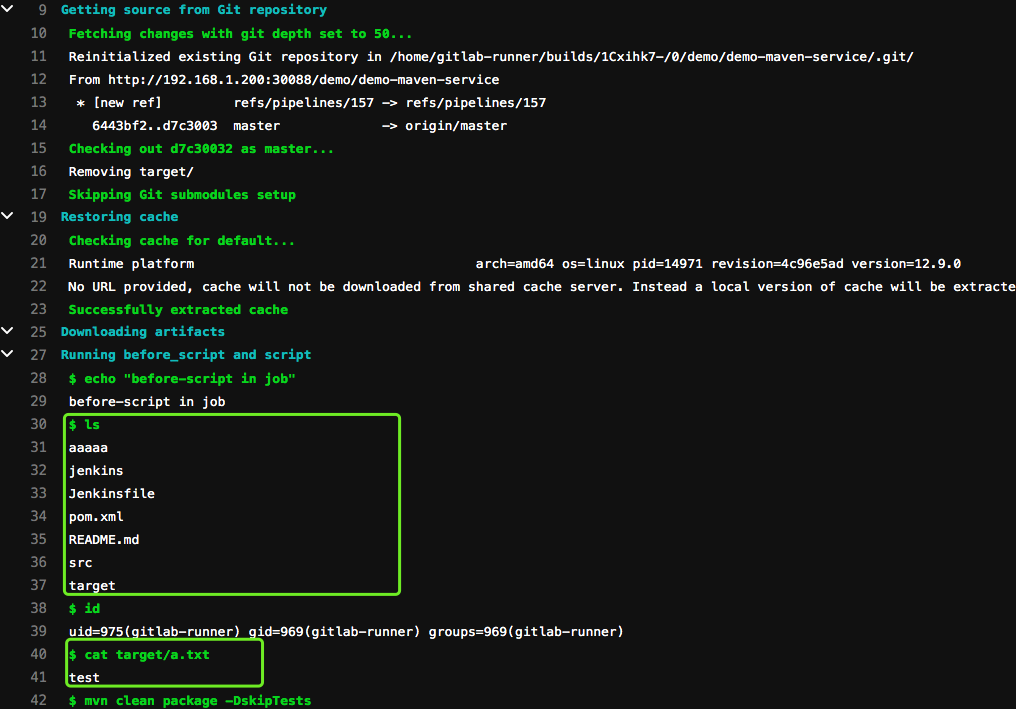 9 Getting source from Git repository
10 Fetching changes with git depth set to 50...
11 Reinitialized existing Git repository in /home/gitlab-runner/builds/1Cxihk7-/0/demo/demo-maven-service/.git/
12 From http://192.168.1.200:30088/demo/demo-maven-service
13 * [new ref] refs/pipelines/157 -> refs/pipelines/157
14 6443bf2..d7c3003 master -> origin/master
15 Checking out d7c30032 as master...
16 Removing target/
17 Skipping Git submodules setup
19 Restoring cache
20 Checking cache for default...
21 Runtime platform arch=amd64 os=linux pid=14971 revision=4c96e5ad version=12.9.0
22 No URL provided, cache will not be downloaded from shared cache server. Instead a local version of cache will be extracte
23 Successfully extracted cache
25 Downloading artifacts
27 Running before_script and script
28 $ echo "before-script in job"
29 before-script in job
30 $ ls
31 aaaaa
32 jenkins
33 Jenkinsfile
34 pom.xml
35 README.md
36 src
37 target
38 $ id
39 uid=975(gitlab-runner) gid=969(gitlab-runner) groups=969(gitlab-runner)
40 $ cat target/a.txt
41 test
42 $ mvn clean package -DskipTests